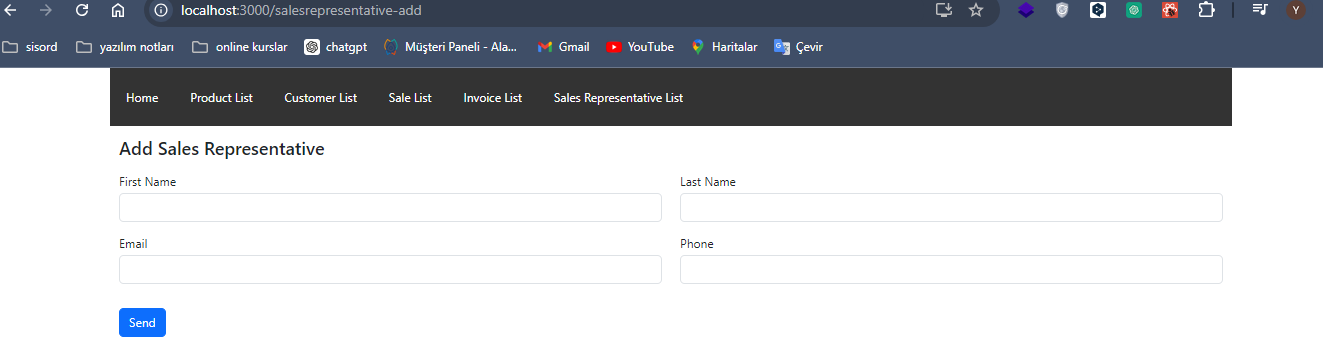 localhost:3000/salesrepresentative-add
Y
sisord yazılım notları online kurslar chatgpt Müşteri Paneli - Ala... Gmail YouTube Haritalar Çevir
Home Product List Customer List Sale List Invoice List Sales Representative List
Add Sales Representative
First Name Last Name
Email Phone
Send